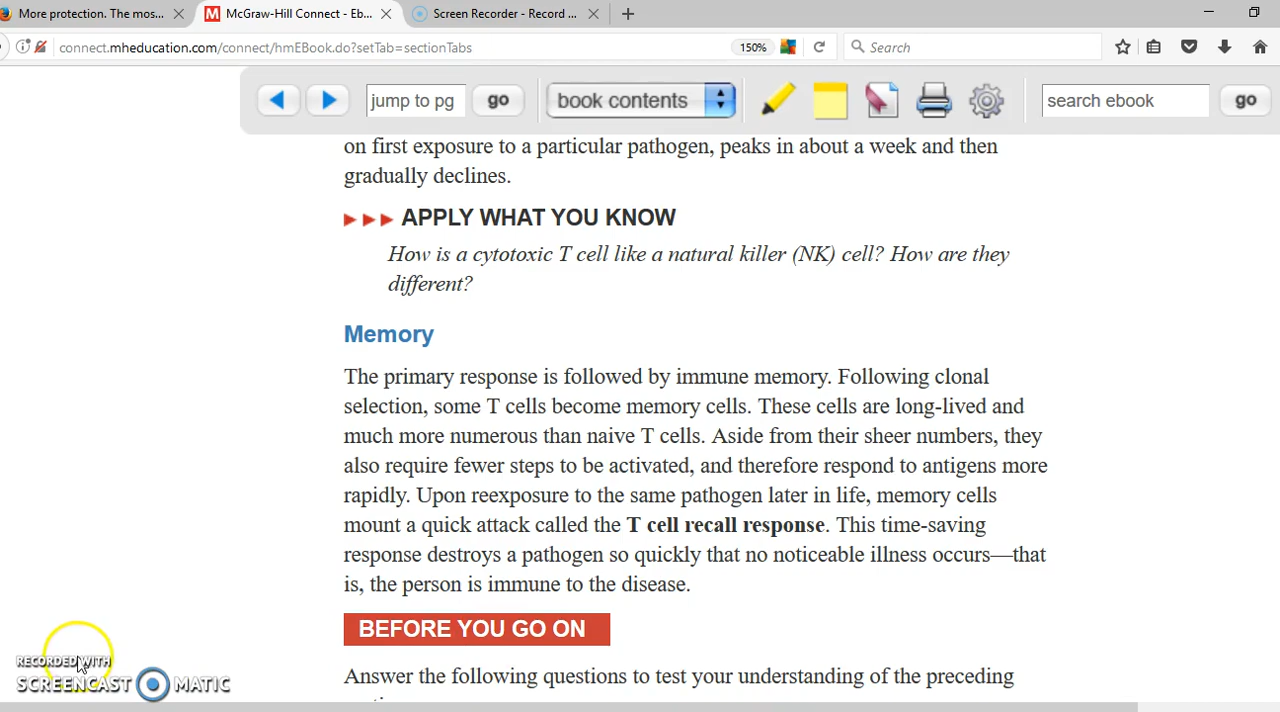 More protection. The mos...
McGraw-Hill Connect - Eb...
Screen Recorder - Record ...
connect.mheducation.com/connect/hmEBook.do?setTab=sectionTabs
150%
Search
jump to pg
go
book contents
search ebook
go
on first exposure to a particular pathogen, peaks in about a week and then
gradually declines.
APPLY WHAT YOU KNOW
How is a cytotoxic T cell like a natural killer (NK) cell? How are they
different?
Memory
The primary response is followed by immune memory. Following clonal
selection, some T cells become memory cells. These cells are long-lived and
much more numerous than naive T cells. Aside from their sheer numbers, they
also require fewer steps to be activated, and therefore respond to antigens more
rapidly. Upon reexposure to the same pathogen later in life, memory cells
mount a quick attack called the T cell recall response. This time-saving
response destroys a pathogen so quickly that no noticeable illness occurs—that
is, the person is immune to the disease.
BEFORE YOU GO ON
Answer the following questions to test your understanding of the preceding
RECORDED WITH
SCREENCAST MATIC